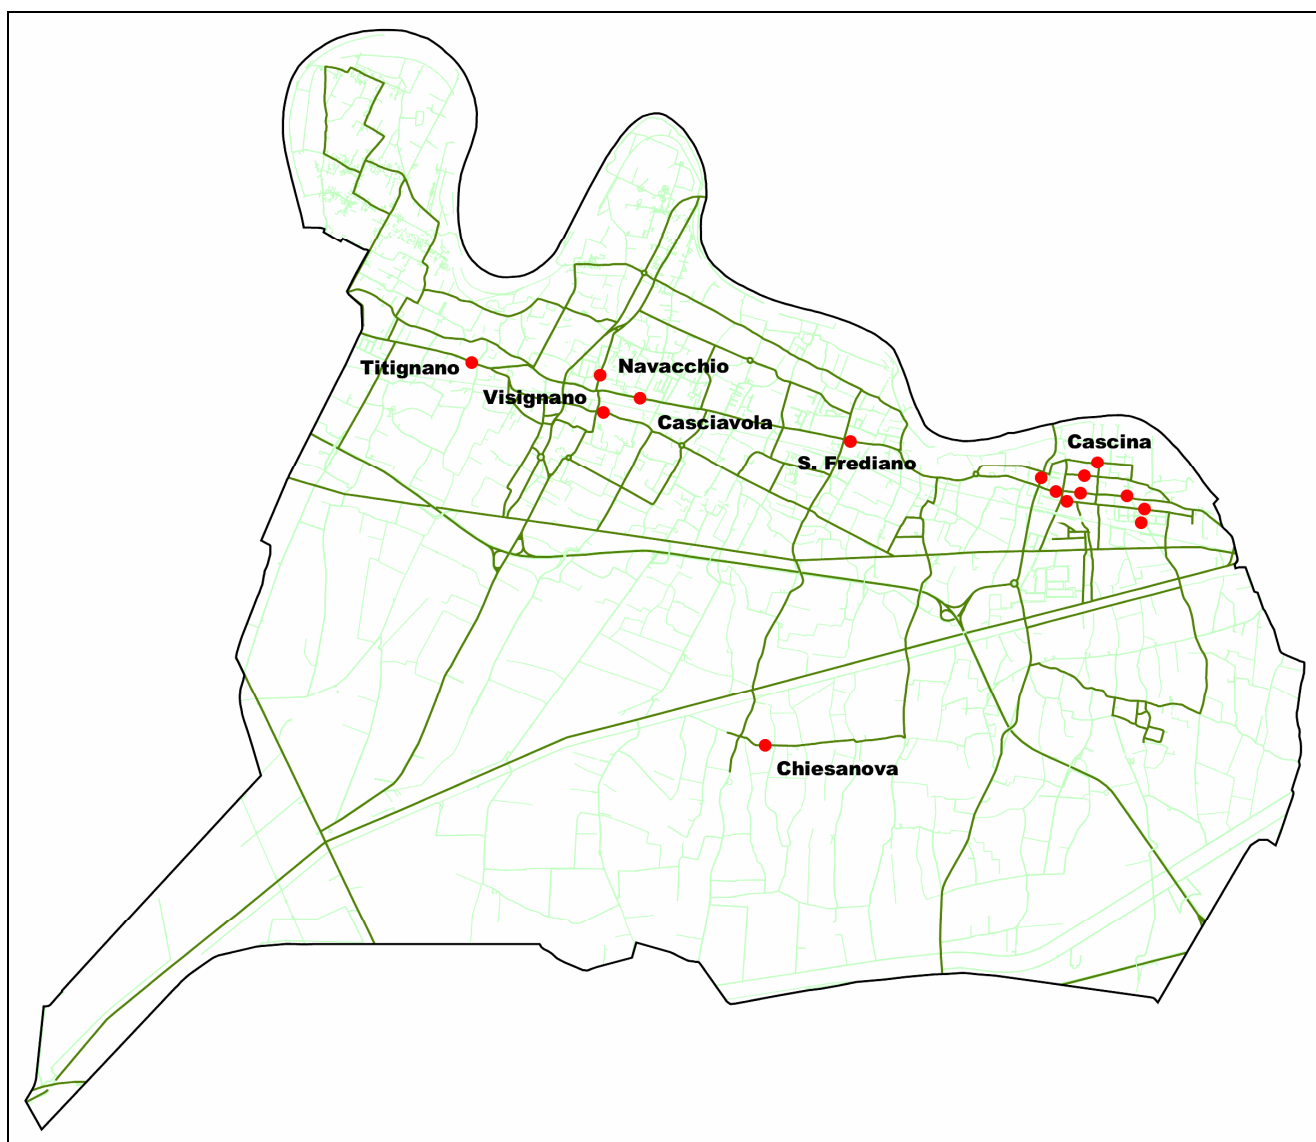 Titignano
Navacchio
Visignano
Casciavola
S. Frediano
Cascina
Chiesanova